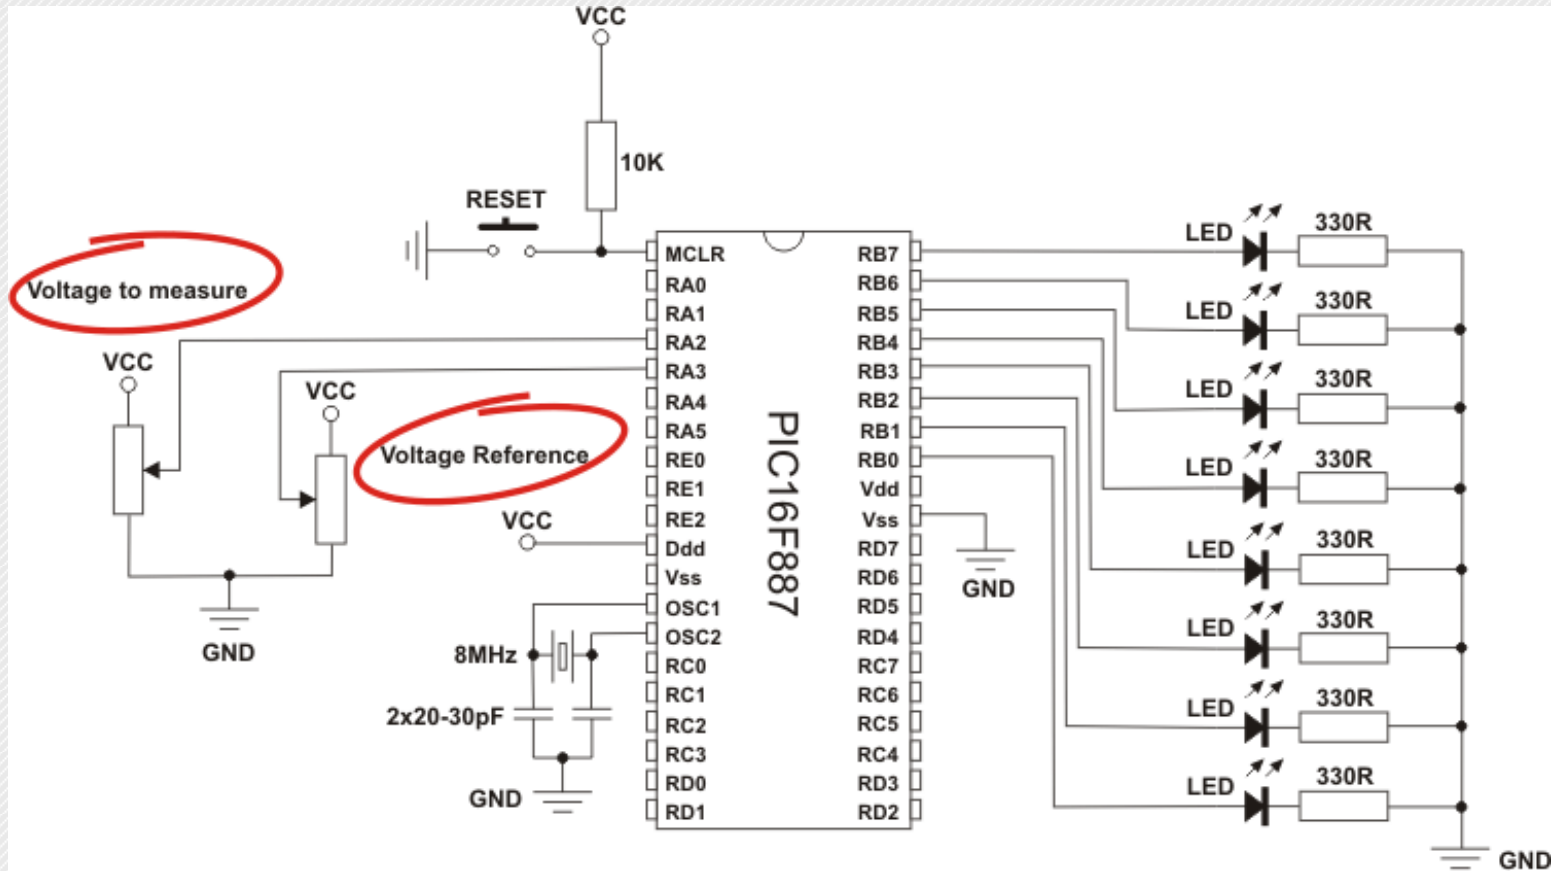 VCC
10K
RESET
Voltage to measure
VCC
VCC
Voltage Reference
VCC
GND
8MHz
2x20-30pF
GND
MCLR
RA0
RA1
RA2
RA3
RA4
RA5
RE0
RE1
RE2
Ddd
Vss
OSC1
OSC2
RC0
RC1
RC2
RC3
RD0
RD1
PIC16F887
RB7
RB6
RB5
RB4
RB3
RB2
RB1
RB0
Vdd
Vss
RD7
RD6
RD5
RD4
RC7
RC6
RC5
RC4
RD3
RD2
GND
LED 330R
LED 330R
LED 330R
LED 330R
LED 330R
LED 330R
LED 330R
LED 330R
GND